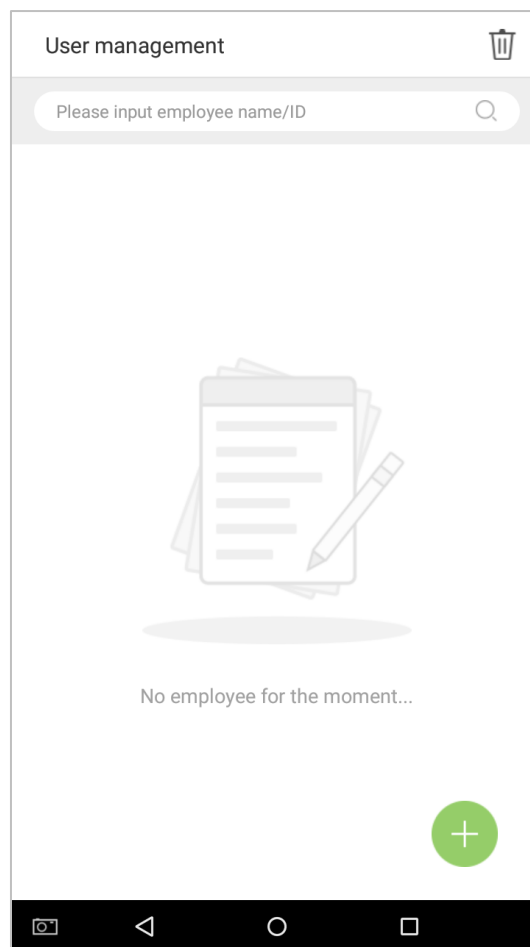 User management
Please input employee name/ID
No employee for the moment...